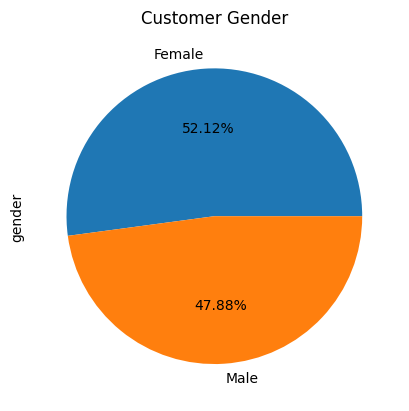 Customer Gender
Female
52.12%
gender
47.88%
Male